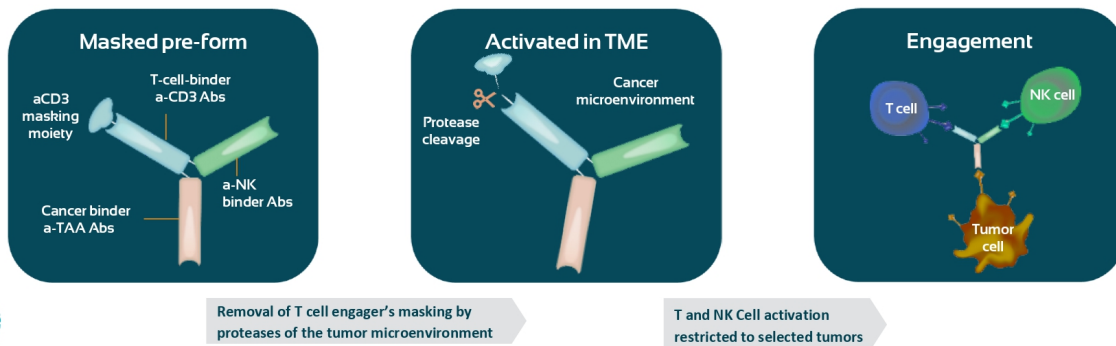 Masked pre-form
T-cell-binder
a-CD3 Abs
aCD3
masking
moiety
a-NK
binder Abs
Cancer binder
a-TAA Abs
Activated in TME
Cancer
microenvironment
Protease
cleavage
Engagement
T cell
NK cell
Tumor
cell
Removal of T cell engager's masking by
proteases of the tumor microenvironment
T and NK Cell activation
restricted to selected tumors